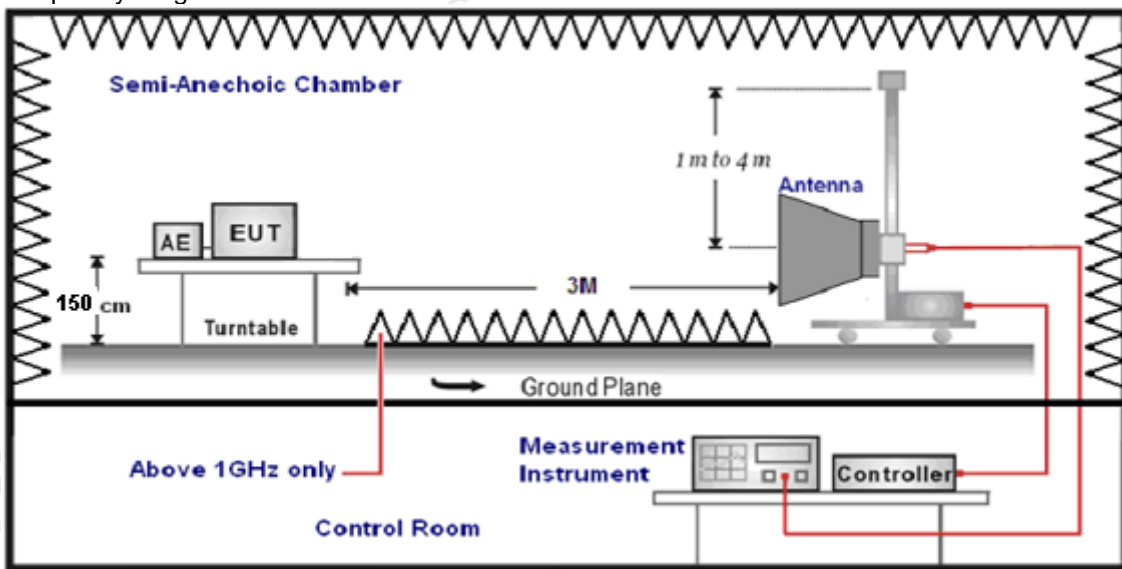 Semi-Anechoic Chamber
1 m to 4 m
Antenna
AE
EUT
3M
150 cm
Turntable
Ground Plane
Above 1GHz only
Measurement
Instrument
Controller
Control Room